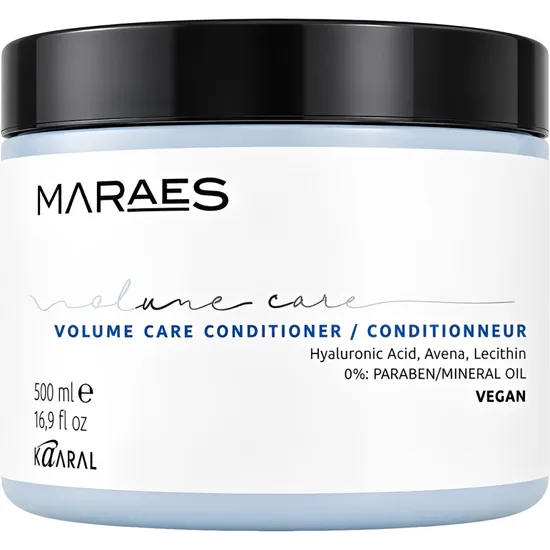 MARAES
volume care
VOLUME CARE CONDITIONER / CONDITIONNEUR
Hyaluronic Acid, Avena, Lecithin
0%: PARABEN/MINERAL OIL
VEGAN
500 ml e
16,9 fl oz
KAARAL